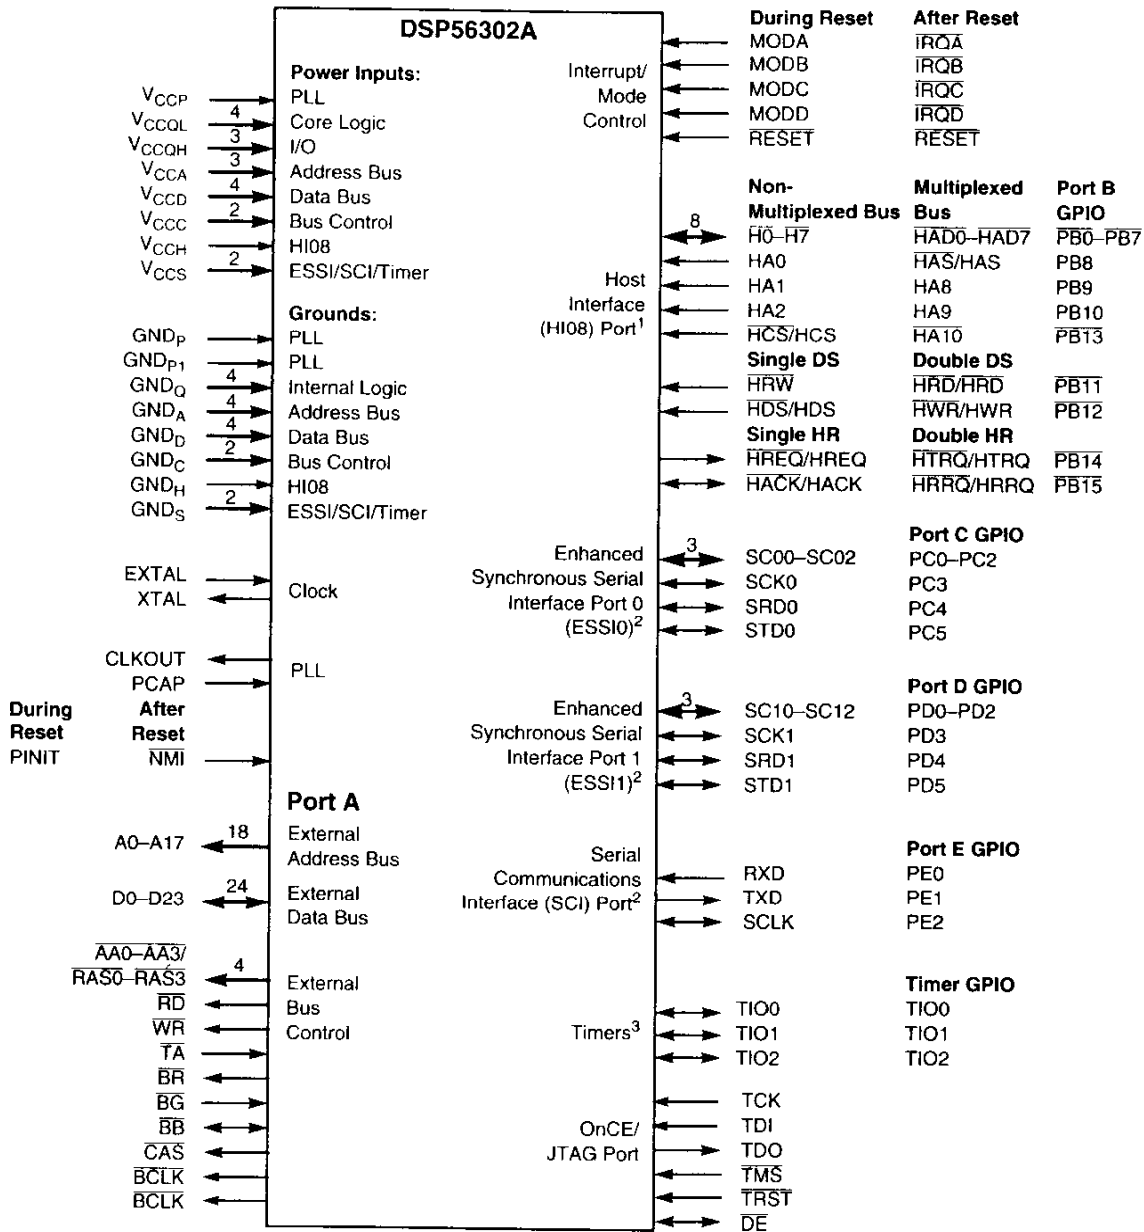 DSP56302A
During Reset After Reset
MODA IRQA
MODB IRQB
MODC IRQC
MODD IRQD
RESET RESET
Interrupt/
Mode
Control
Power Inputs:
VCCP PLL
VCCQL 4 Core Logic
VCCQH 3 I/O
VCCA 3 Address Bus
VCCD 4 Data Bus
VCCC 2 Bus Control
VCCH HI08
VCCS 2 ESSI/SCI/Timer
Grounds:
GNDP PLL
GNDP1 PLL
GNDQ 4 Internal Logic
GNDA 4 Address Bus
GNDD 4 Data Bus
GNDC 2 Bus Control
GNDH HI08
GNDS 2 ESSI/SCI/Timer
EXTAL
XTAL
Clock
CLKOUT
PCAP
PLL
During After
Reset Reset
PINIT NMI
Port A
A0–A17 18 External
Address Bus
D0–D23 24 External
Data Bus
AA0–AA3/
RAS0–RAS3 4 External
RD Bus
WR Control
TA
BR
BG
BB
CAS
BCLK
BCLK
Non- Multiplexed Port B
Multiplexed Bus Bus GPIO
8 H0–H7 HAD0–HAD7 PB0–PB7
HA0 HAS/HAS PB8
Host HA1 HA8 PB9
Interface HA2 HA9 PB10
(HI08) Port1 HCS/HCS HA10 PB13
Single DS Double DS
HRW HRD/HRD PB11
HDS/HDS HWR/HWR PB12
Single HR Double HR
HREQ/HREQ HTRQ/HTRQ PB14
HACK/HACK HRRQ/HRRQ PB15
Port C GPIO
Enhanced 3 SC00–SC02 PC0–PC2
Synchronous Serial SCK0 PC3
Interface Port 0 SRD0 PC4
(ESSI0)2 STD0 PC5
Port D GPIO
Enhanced 3 SC10–SC12 PD0–PD2
Synchronous Serial SCK1 PD3
Interface Port 1 SRD1 PD4
(ESSI1)2 STD1 PD5
Port E GPIO
Serial
Communications RXD PE0
Interface (SCI) Port2 TXD PE1
SCLK PE2
Timer GPIO
TIO0 TIO0
Timers3 TIO1 TIO1
TIO2 TIO2
TCK
OnCE/ TDI
JTAG Port TDO
TMS
TRST
DE